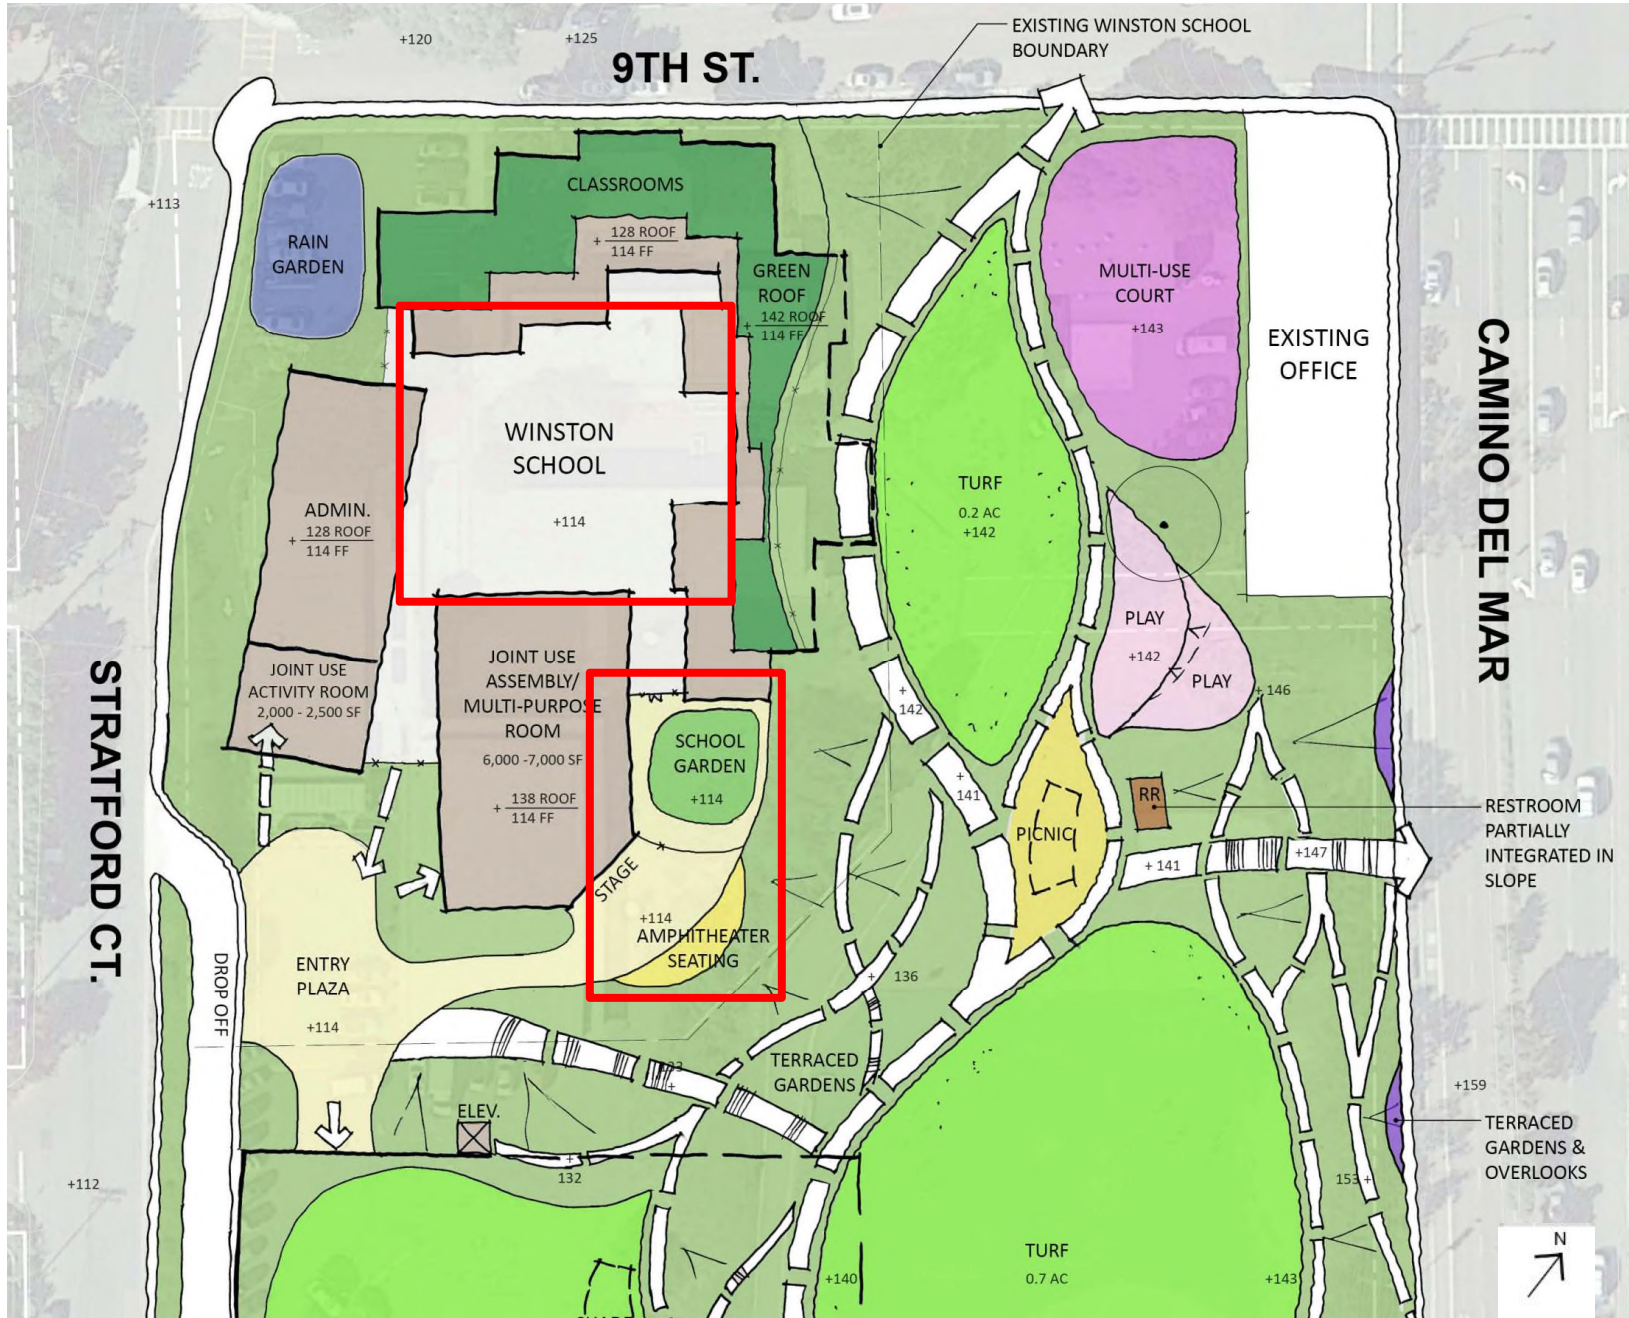 +120
+125
9TH ST.
EXISTING WINSTON SCHOOL
BOUNDARY
+113
CLASSROOMS
RAIN
GARDEN
+ 128 ROOF
114 FF
GREEN
ROOF
+ 142 ROOF
114 FF
MULTI-USE
COURT
+143
EXISTING
OFFICE
CAMINO DEL MAR
WINSTON
SCHOOL
+114
ADMIN.
+ 128 ROOF
114 FF
TURF
0.2 AC
+142
PLAY
+142
PLAY
+ 146
STRATFORD CT.
JOINT USE
ACTIVITY ROOM
2,000 - 2,500 SF
JOINT USE
ASSEMBLY/
MULTI-PURPOSE
ROOM
6,000 -7,000 SF
+ 138 ROOF
114 FF
SCHOOL
GARDEN
+114
+
142
+
141
PICNIC
RR
RESTROOM
PARTIALLY
INTEGRATED IN
SLOPE
+ 141
+147
STAGE
+114
AMPHITHEATER
SEATING
DROP OFF
ENTRY
PLAZA
+114
+ 136
TERRACED
GARDENS
133
+
ELEV.
+
132
+159
TERRACED
GARDENS &
OVERLOOKS
153 +
+112
TURF
0.7 AC
+140
+143
N